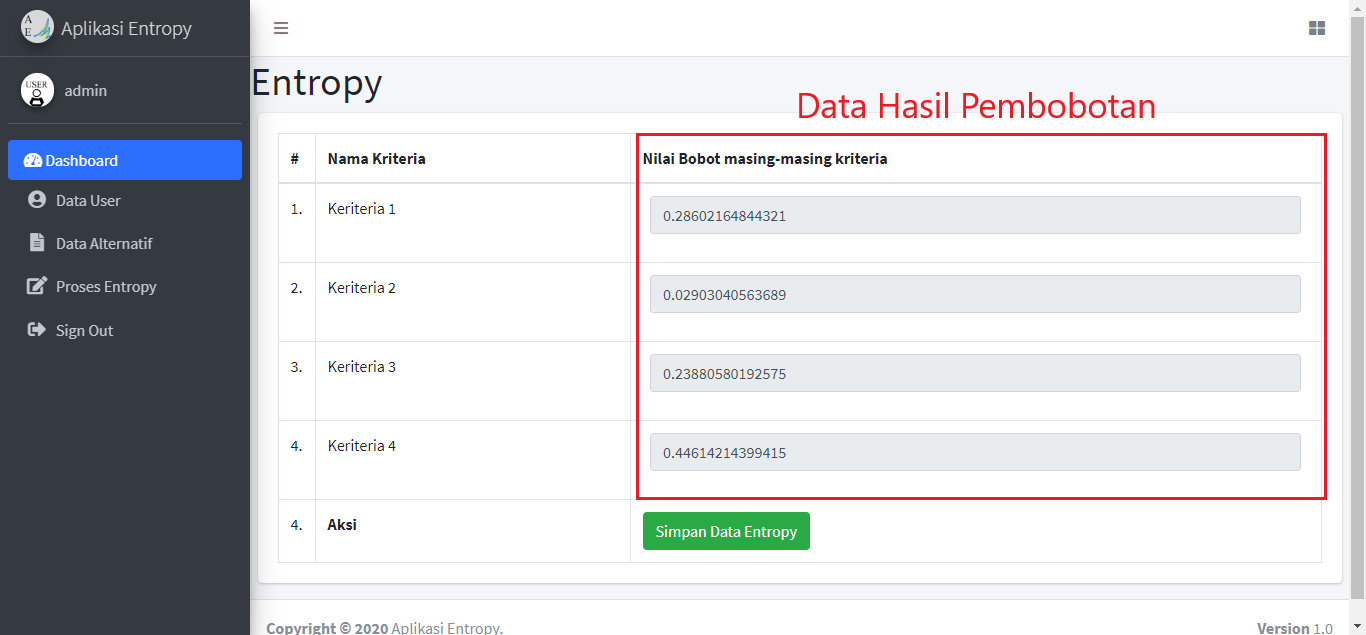 A
E
Aplikasi Entropy
USER
admin
Dashboard
Data User
Data Alternatif
Proses Entropy
Sign Out
Entropy
Data Hasil Pembobotan
# Nama Kriteria Nilai Bobot masing-masing kriteria
1. Keriteria 1 0.28602164844321
2. Keriteria 2 0.02903040563689
3. Keriteria 3 0.23880580192575
4. Keriteria 4 0.44614214399415
4. Aksi Simpan Data Entropy
Copyright © 2020 Aplikasi Entropy. Version 1.0